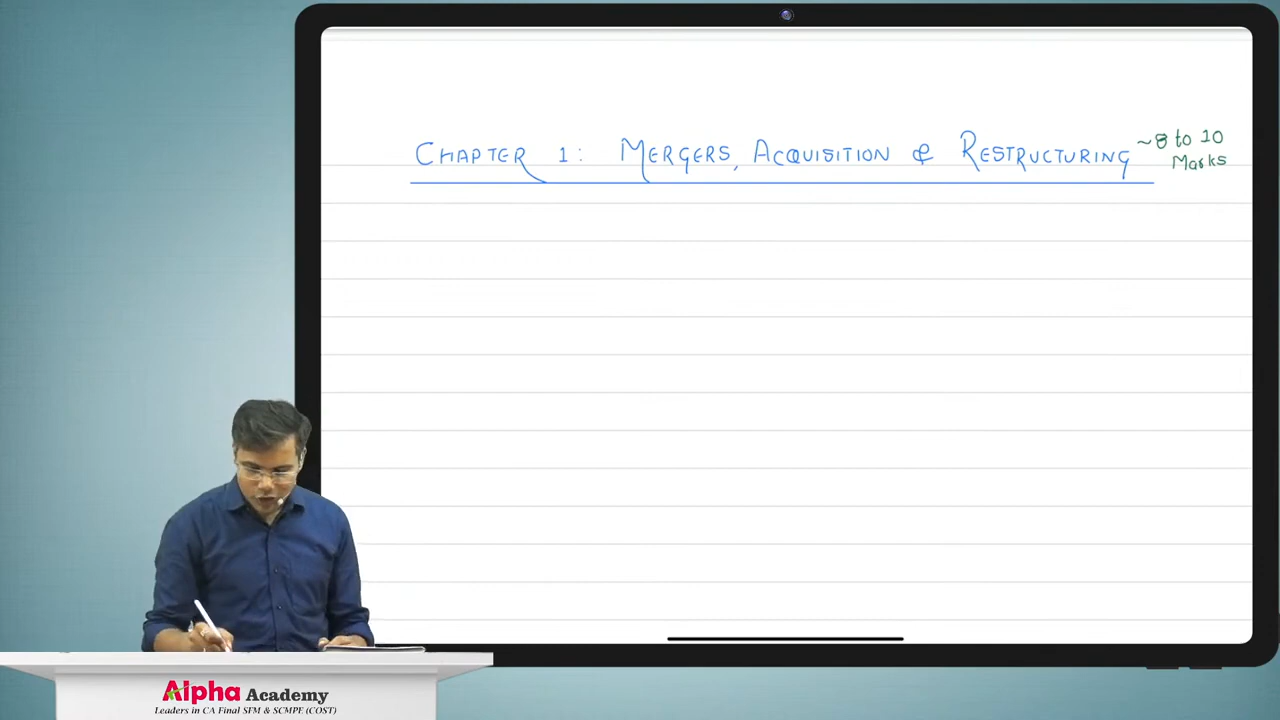 CHAPTER 1: MERGERS, ACQUISITION & RESTRUCTURING
~8 to 10
Marks
Alpha Academy
Leaders in CA Final SFM & SCMPE (COST)